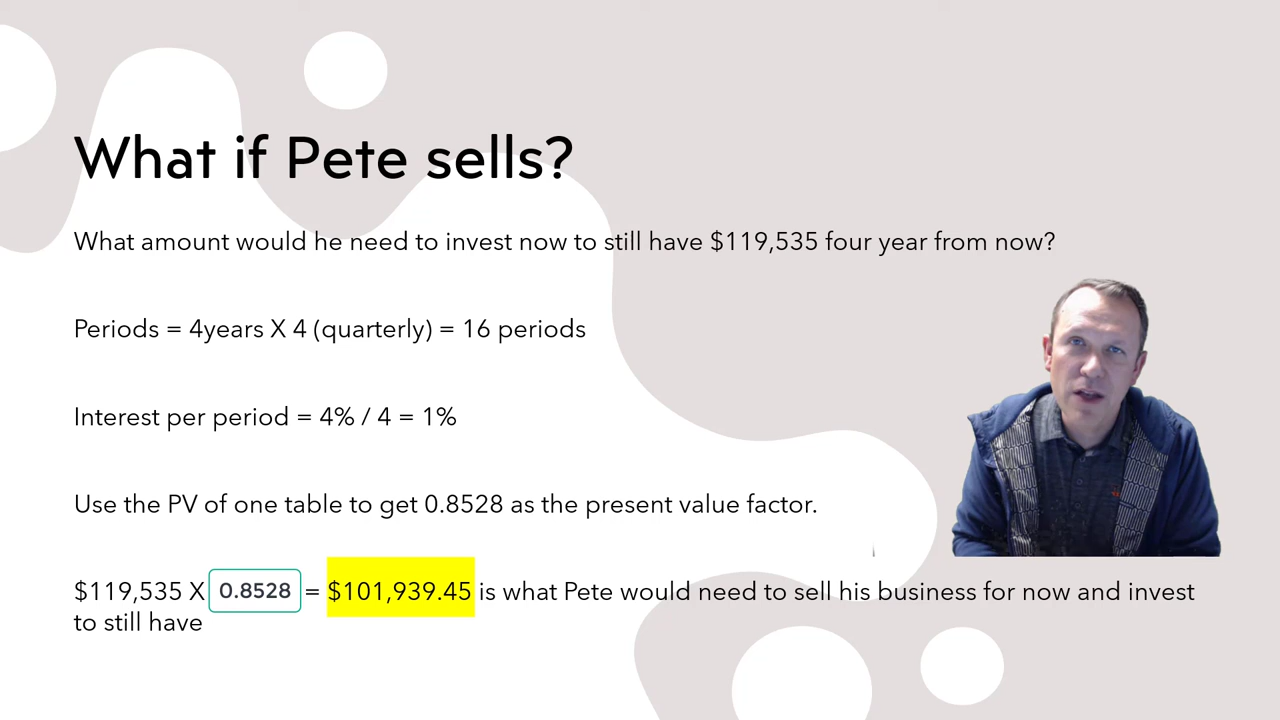 What if Pete sells?
What amount would he need to invest now to still have $119,535 four year from now?
Periods = 4years X 4 (quarterly) = 16 periods
Interest per period = 4% / 4 = 1%
Use the PV of one table to get 0.8528 as the present value factor.
$119,535 X 0.8528 = $101,939.45 is what Pete would need to sell his business for now and invest
to still have